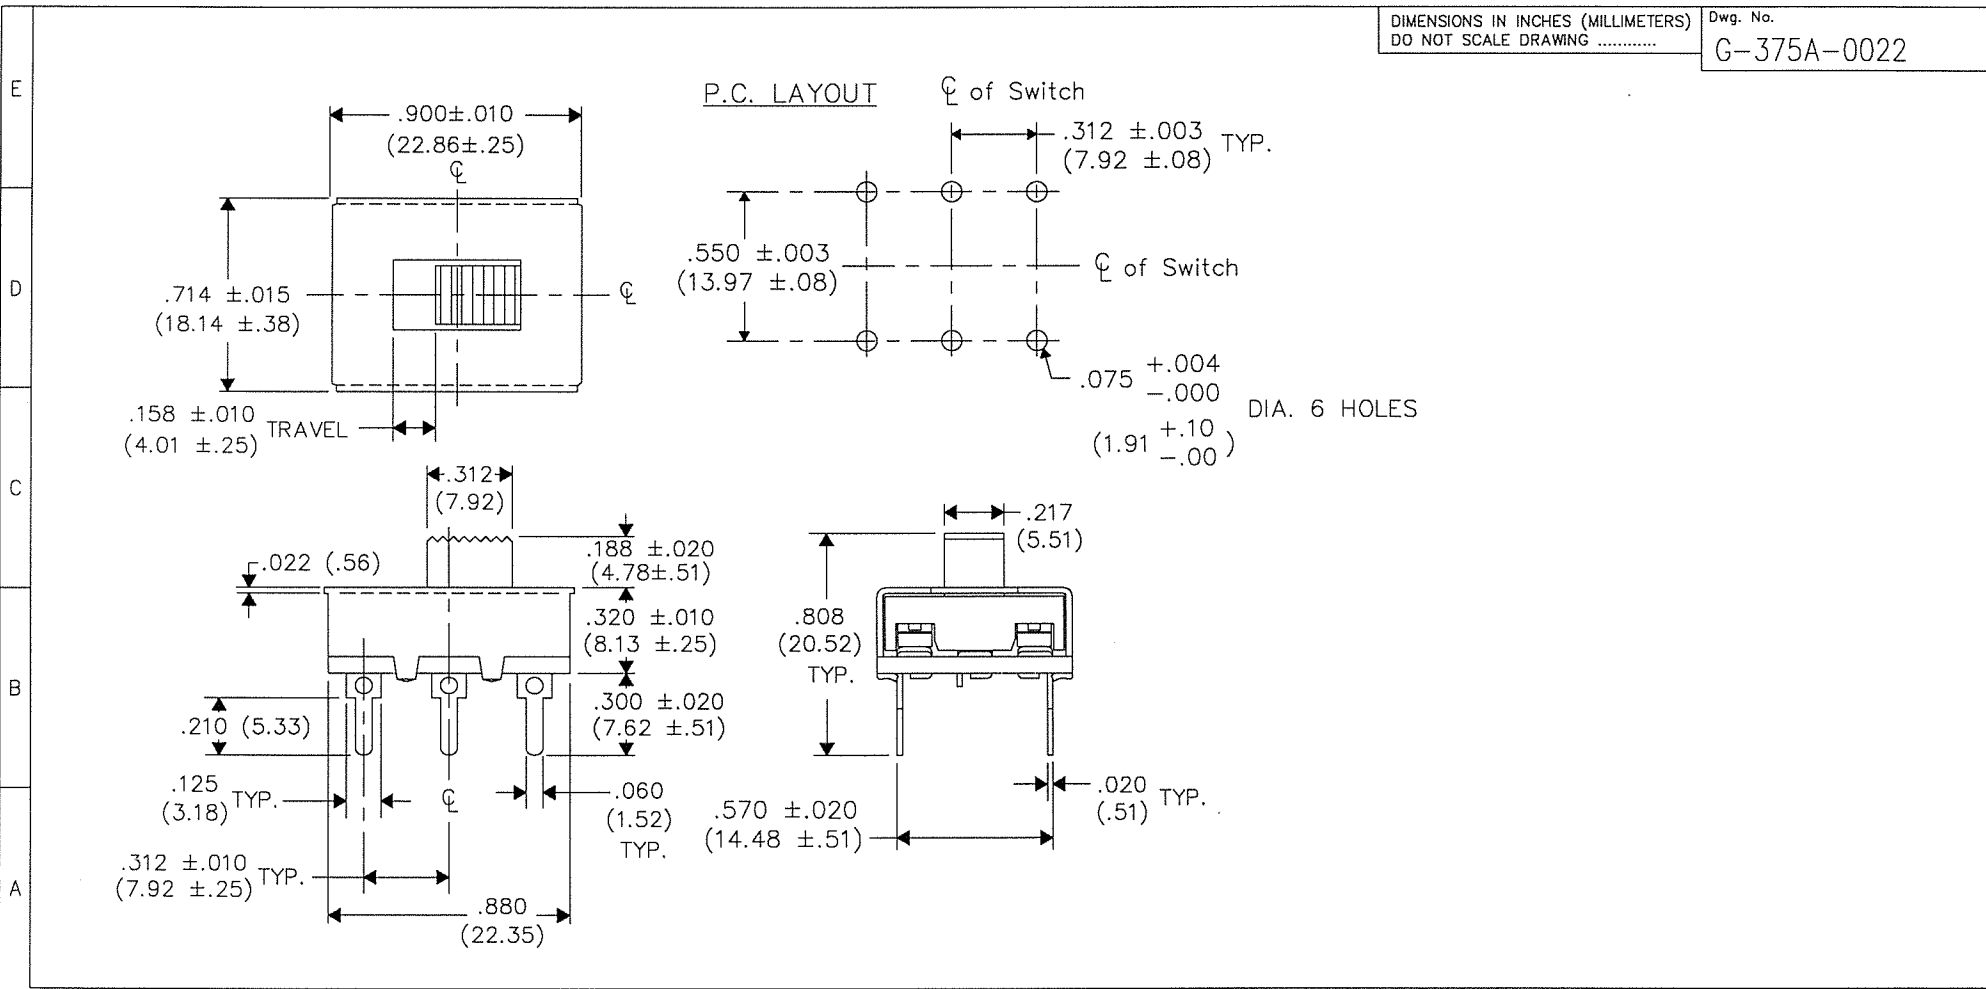 DIMENSIONS IN INCHES (MILLIMETERS)
DO NOT SCALE DRAWING ............
Dwg. No.
G-375A-0022
E
D
C
B
A
.900±.010
(22.86±.25)
℄
℄
.714 ±.015
(18.14 ±.38)
.158 ±.010
(4.01 ±.25)
TRAVEL
P.C. LAYOUT
℄ of Switch
.312 ±.003
(7.92 ±.08)
TYP.
.550 ±.003
(13.97 ±.08)
℄ of Switch
.075 +.004
-.000
(1.91 +.10
-.00 )
DIA. 6 HOLES
.312
(7.92)
.022 (.56)
.188 ±.020
(4.78±.51)
.320 ±.010
(8.13 ±.25)
.300 ±.020
(7.62 ±.51)
.210 (5.33)
.125
(3.18)
TYP.
℄
.060
(1.52)
TYP.
.312 ±.010
(7.92 ±.25)
TYP.
.880
(22.35)
.217
(5.51)
.808
(20.52)
TYP.
.570 ±.020
(14.48 ±.51)
.020
(.51)
TYP.